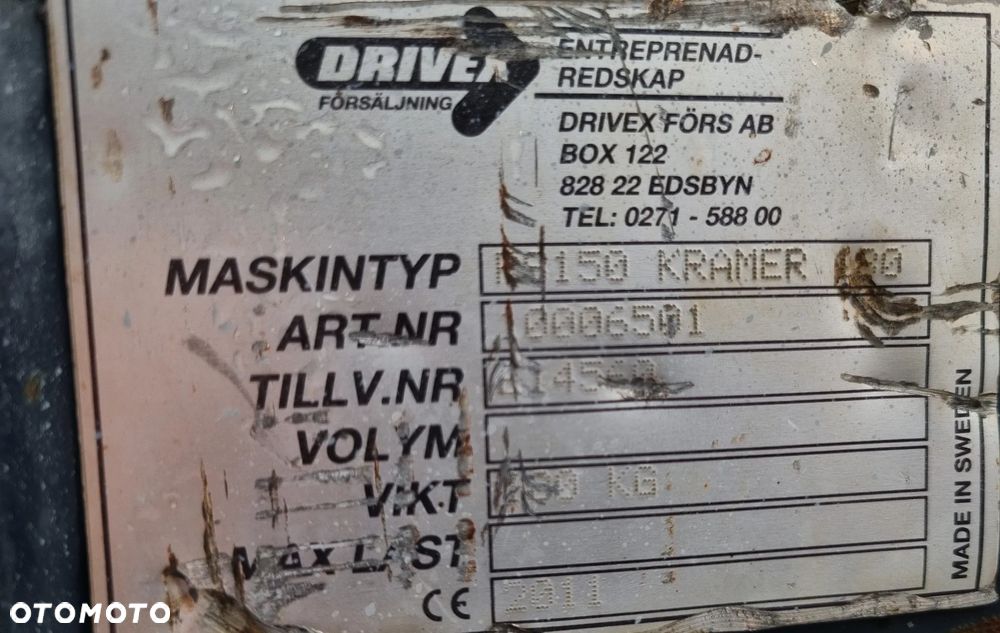 DRIVEX
FÖRSÄLJNING
ENTREPRENAD-
REDSKAP
DRIVEX FÖRS AB
BOX 122
828 22 EDSBYN
TEL: 0271 - 588 00
MASKINTYP KRAMER
ART.NR
TILLV.NR
VOLYM
VIKT KG
MAX LAST
CE 2011
MADE IN SWEDEN
OTOMOTO